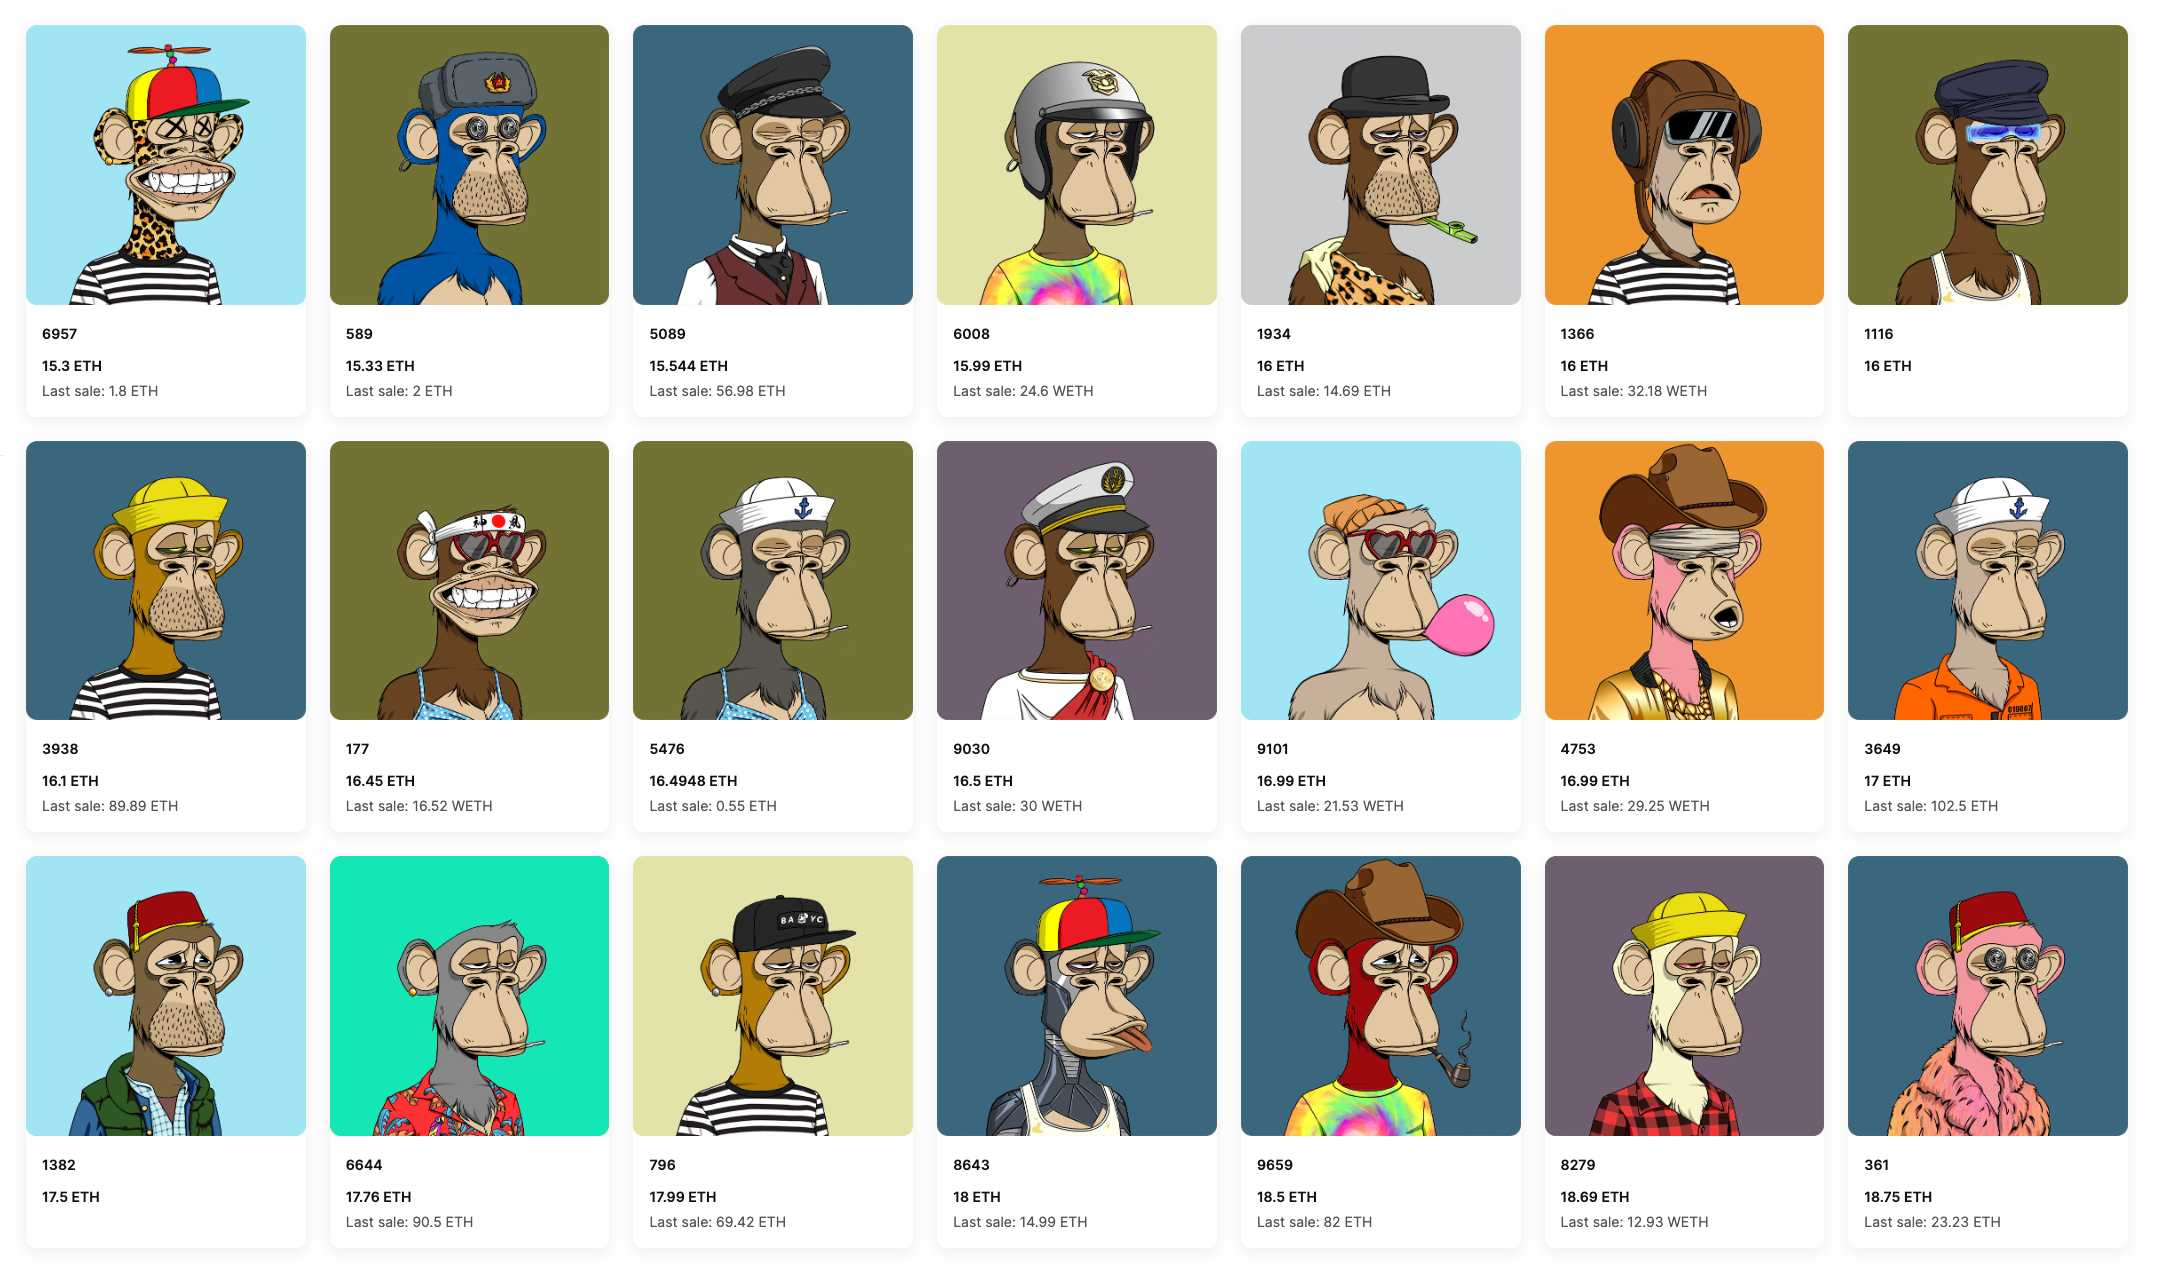 6957
15.3 ETH
Last sale: 1.8 ETH
589
15.33 ETH
Last sale: 2 ETH
5089
15.544 ETH
Last sale: 56.98 ETH
6008
15.99 ETH
Last sale: 24.6 WETH
1934
16 ETH
Last sale: 14.69 ETH
1366
16 ETH
Last sale: 32.18 WETH
1116
16 ETH
3938
16.1 ETH
Last sale: 89.89 ETH
神
177
16.45 ETH
Last sale: 16.52 WETH
5476
16.4948 ETH
Last sale: 0.55 ETH
9030
16.5 ETH
Last sale: 30 WETH
9101
16.99 ETH
Last sale: 21.53 WETH
4753
16.99 ETH
Last sale: 29.25 WETH
3649
17 ETH
Last sale: 102.5 ETH
1382
17.5 ETH
6644
17.76 ETH
Last sale: 90.5 ETH
BA YC
796
17.99 ETH
Last sale: 69.42 ETH
8643
18 ETH
Last sale: 14.99 ETH
9659
18.5 ETH
Last sale: 82 ETH
8279
18.69 ETH
Last sale: 12.93 WETH
361
18.75 ETH
Last sale: 23.23 ETH